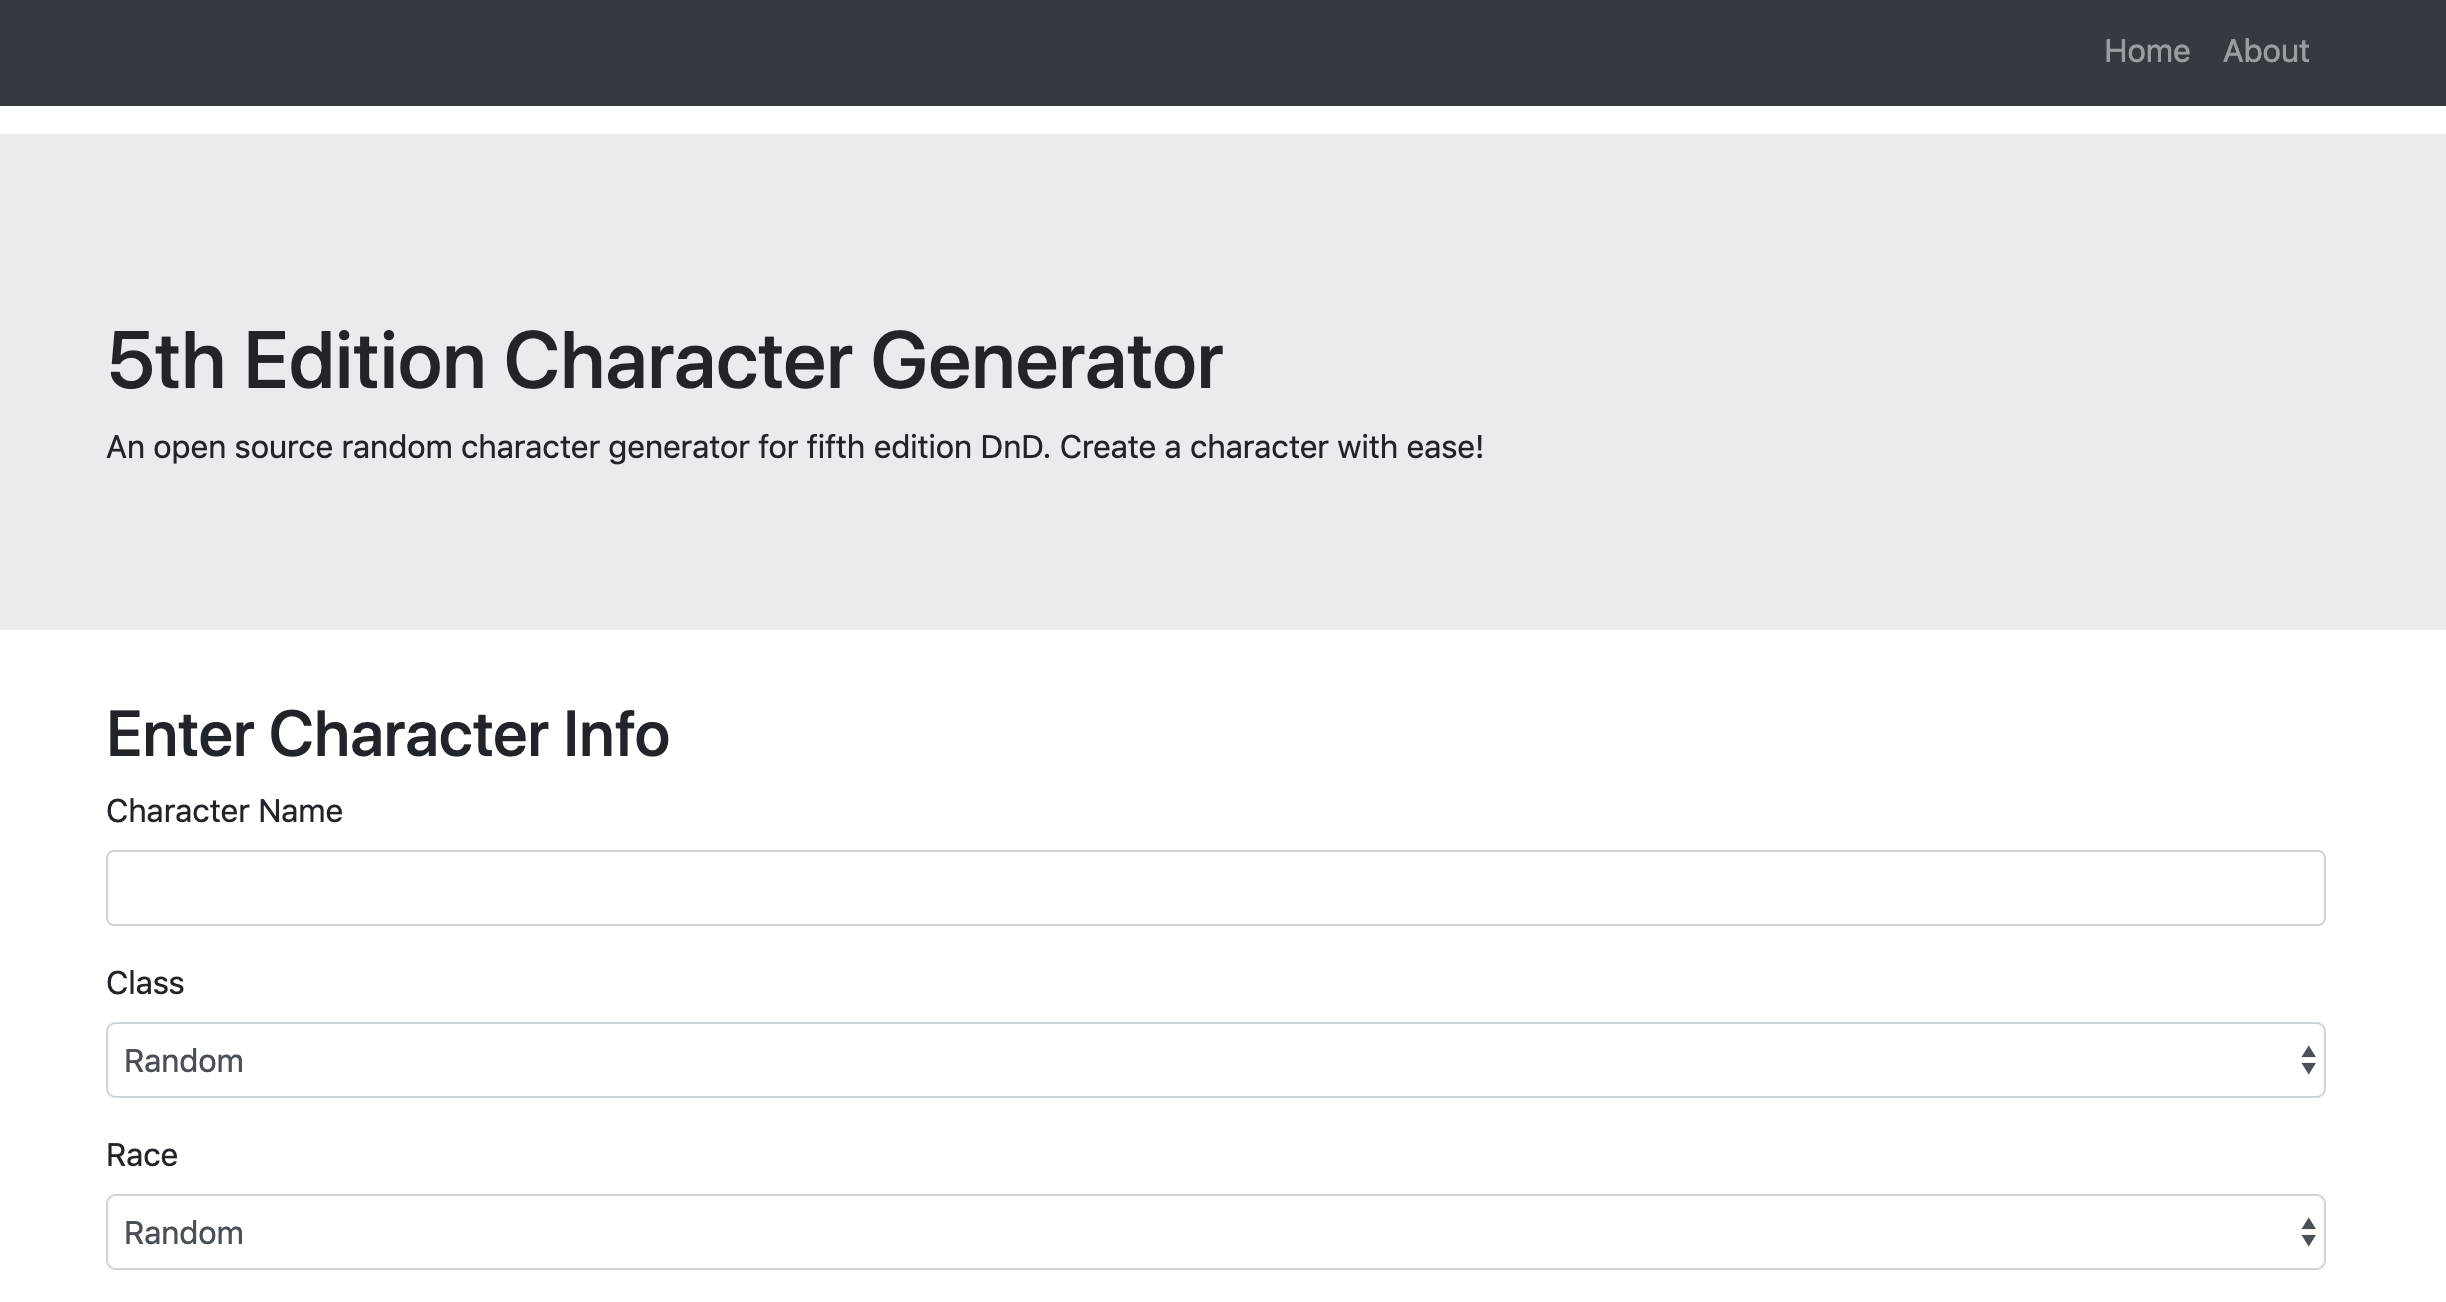 Home About
5th Edition Character Generator
An open source random character generator for fifth edition DnD. Create a character with ease!
Enter Character Info
Character Name
Class
Random
Race
Random